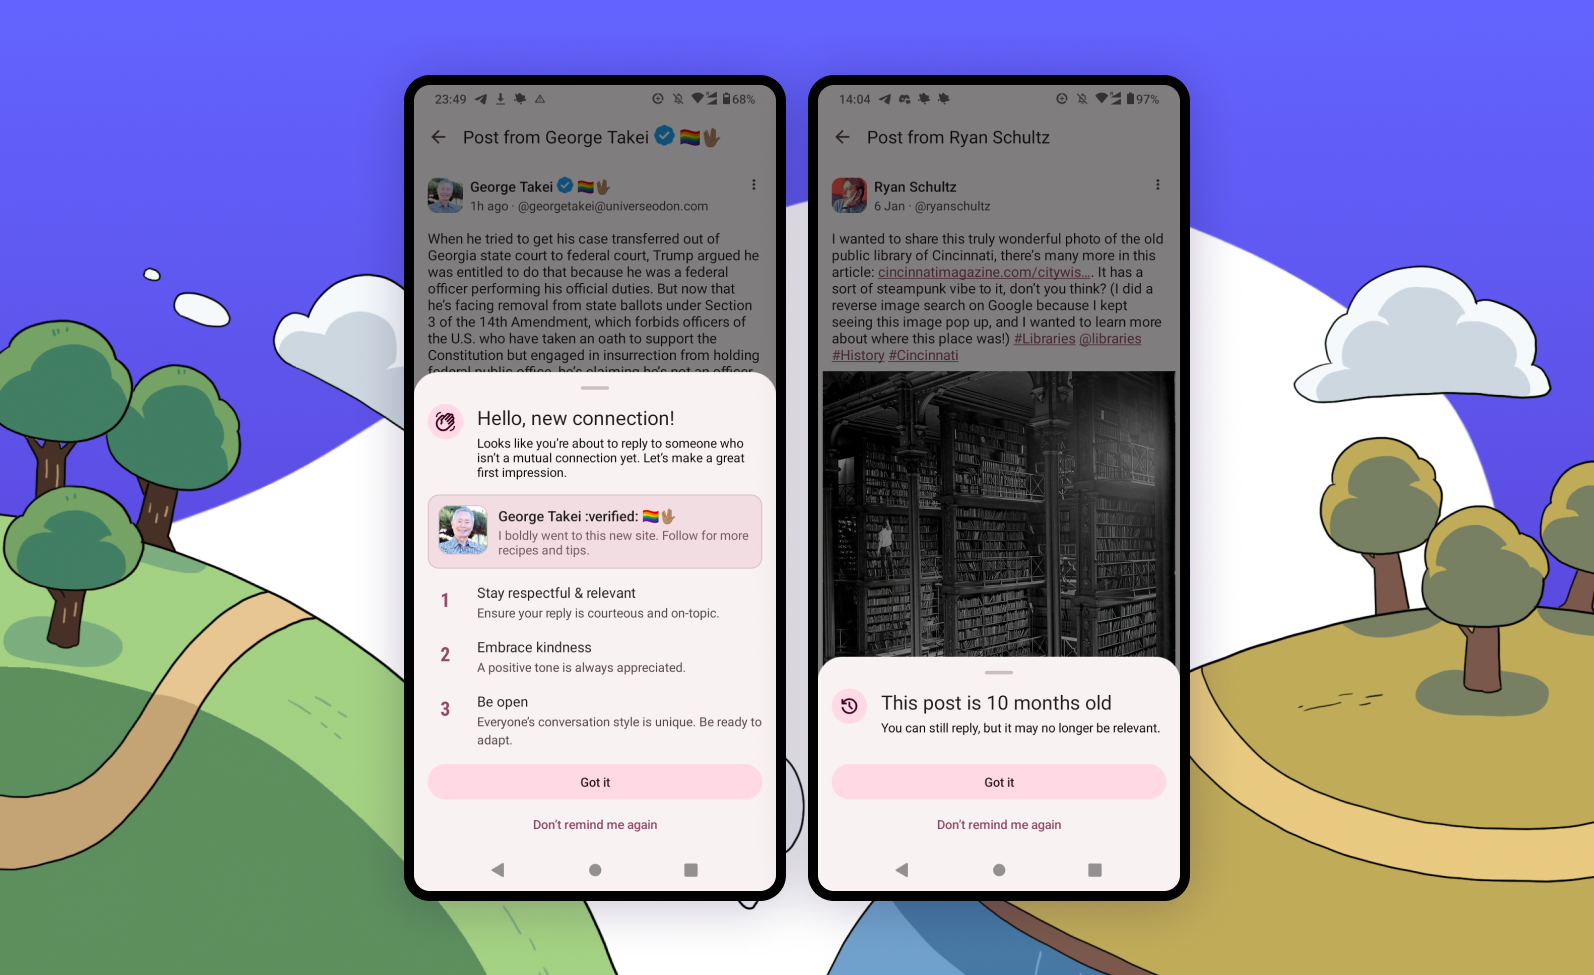 23:49
68%
Post from George Takei
George Takei
1h ago · @georgetakei@universeodon.com
When he tried to get his case transferred out of
Georgia state court to federal court, Trump argued he
was entitled to do that because he was a federal
officer performing his official duties. But now that
he's facing removal from state ballots under Section
3 of the 14th Amendment, which forbids officers of
the U.S. who have taken an oath to support the
Constitution but engaged in insurrection from holding
federal public office, he's claiming he's not an officer
Hello, new connection!
Looks like you're about to reply to someone who
isn't a mutual connection yet. Let's make a great
first impression.
George Takei :verified: 🏳️‍🌈🖖🏽
I boldly went to this new site. Follow for more
recipes and tips.
1 Stay respectful & relevant
Ensure your reply is courteous and on-topic.
2 Embrace kindness
A positive tone is always appreciated.
3 Be open
Everyone's conversation style is unique. Be ready to
adapt.
Got it
Don't remind me again
14:04
97%
Post from Ryan Schultz
Ryan Schultz
6 Jan · @ryanschultz
I wanted to share this truly wonderful photo of the old
public library of Cincinnati, there's many more in this
article: cincinnatimagazine.com/citywis.... It has a
sort of steampunk vibe to it, don't you think? (I did a
reverse image search on Google because I kept
seeing this image pop up, and I wanted to learn more
about where this place was!) #Libraries @libraries
#History #Cincinnati
This post is 10 months old
You can still reply, but it may no longer be relevant.
Got it
Don't remind me again